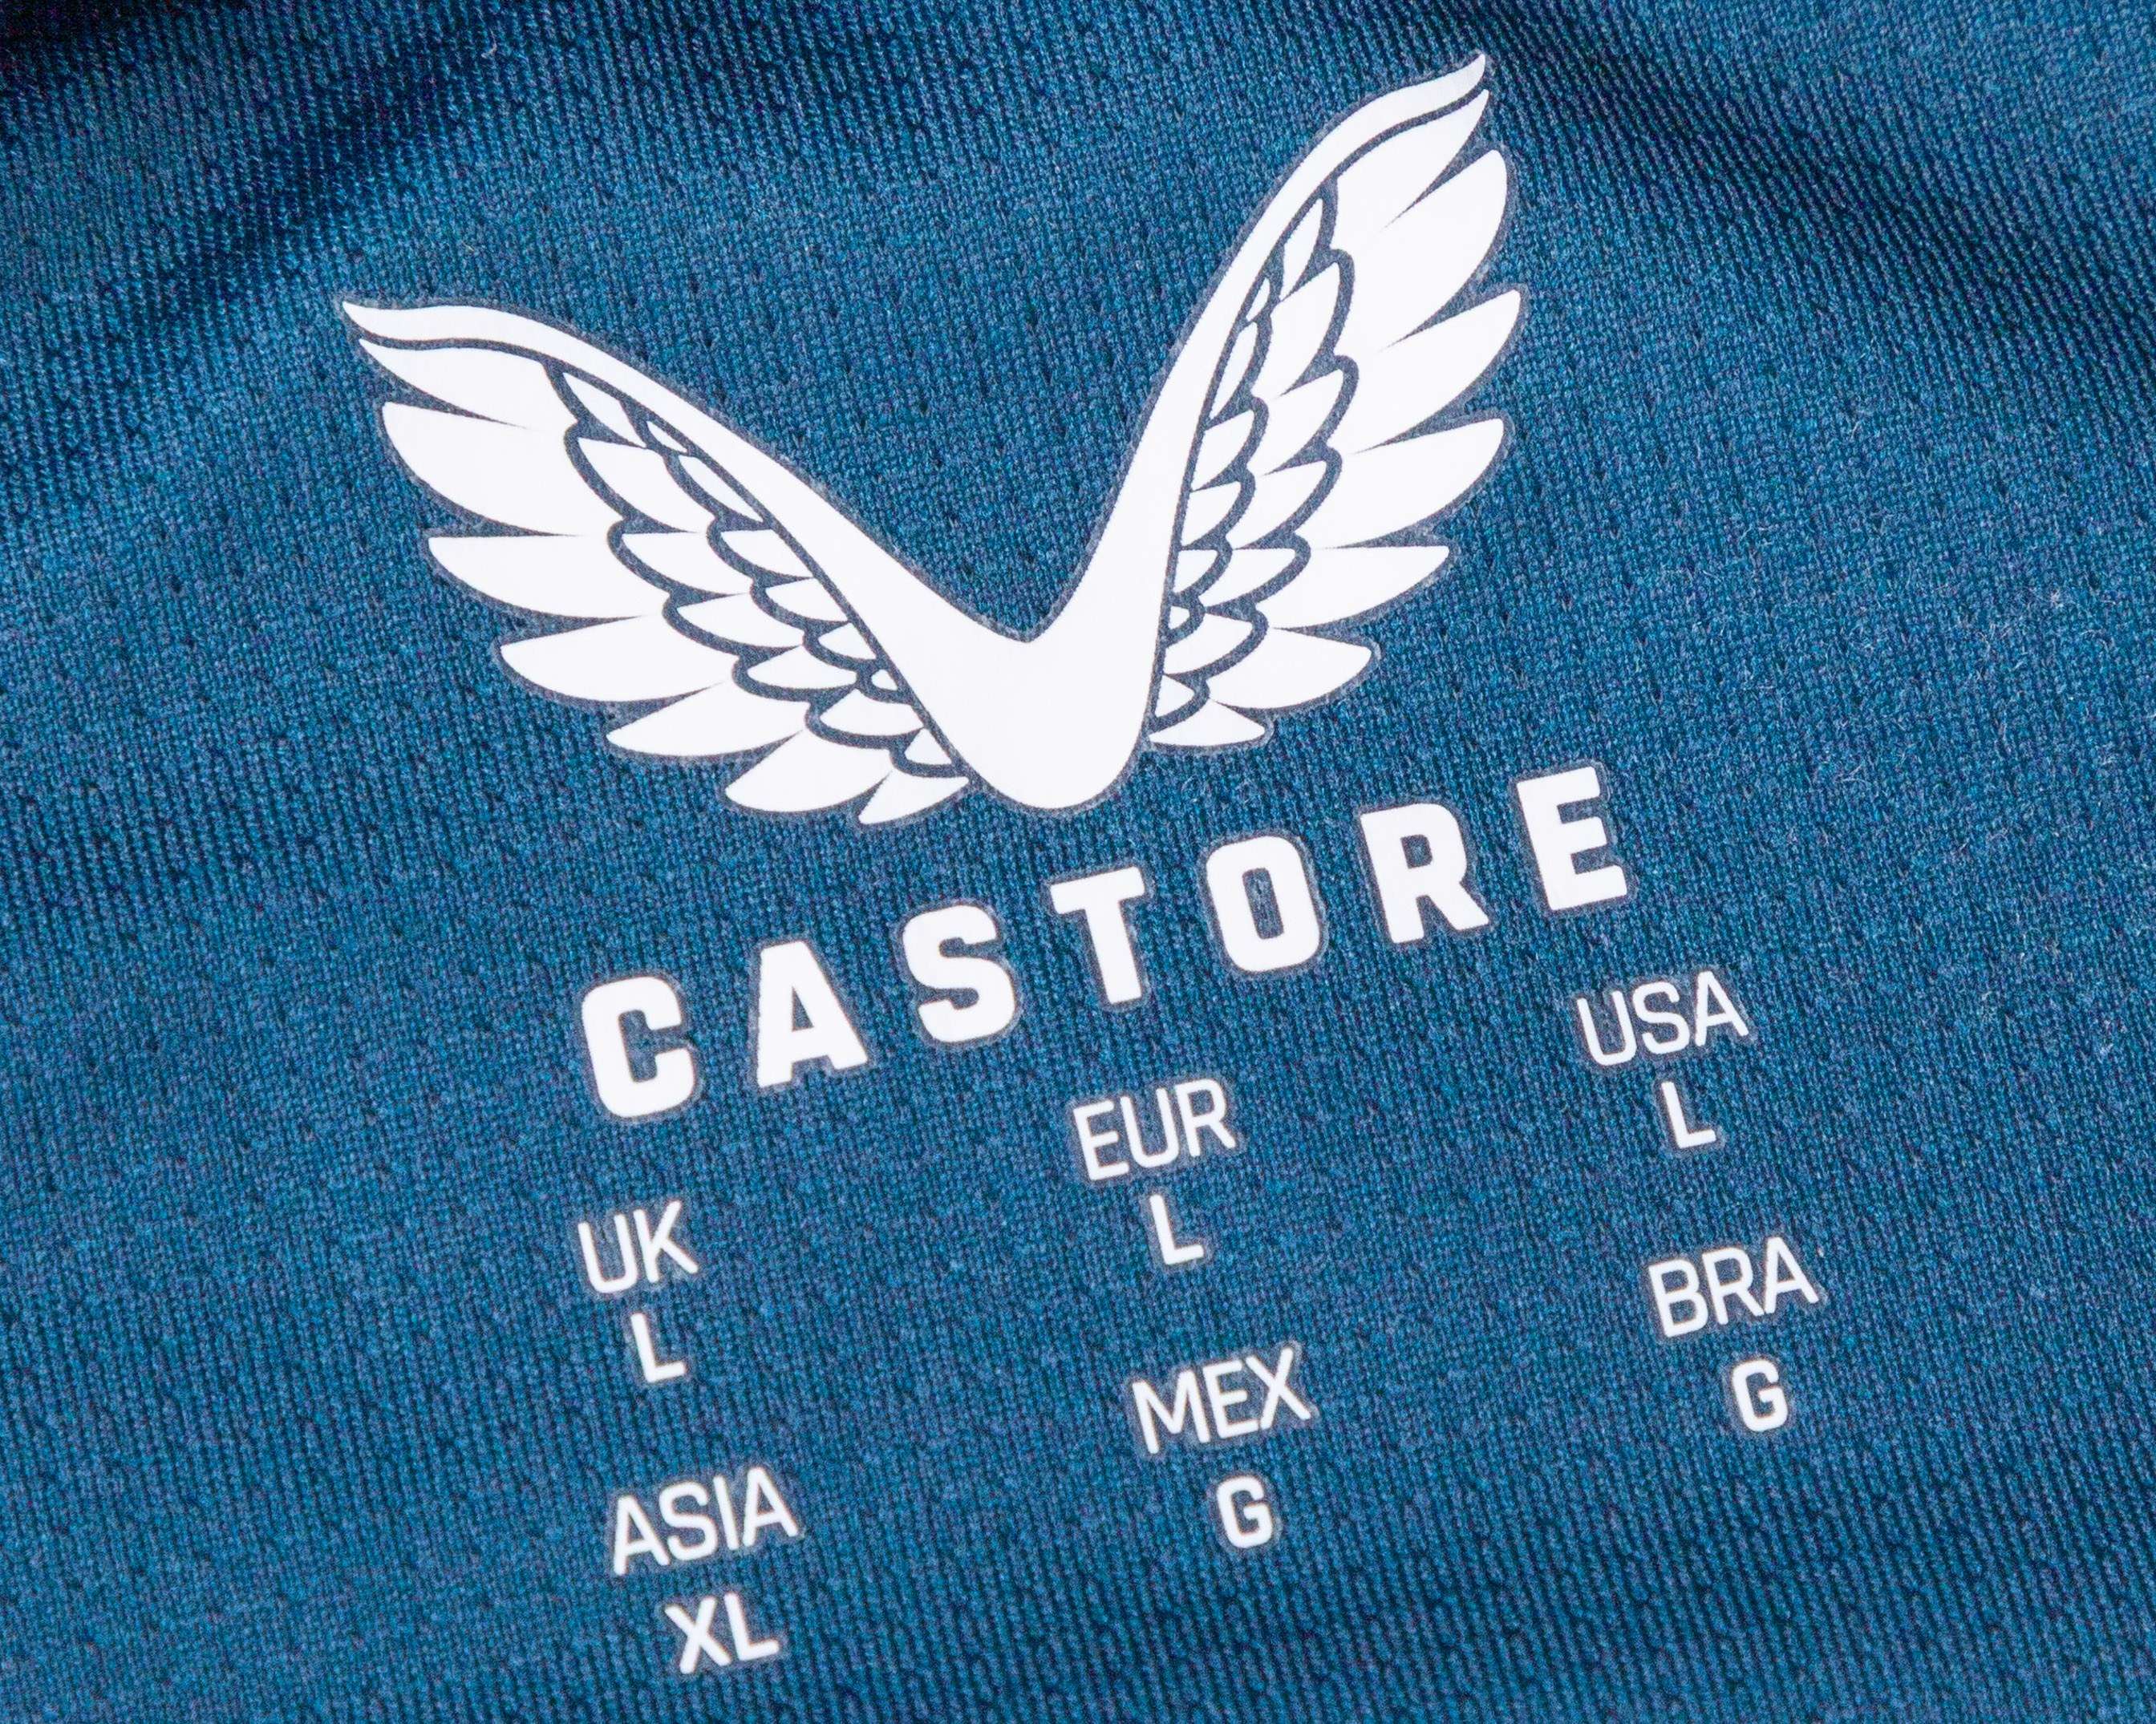 CASTORE
UK EUR USA
L L L
ASIA MEX BRA
XL G G